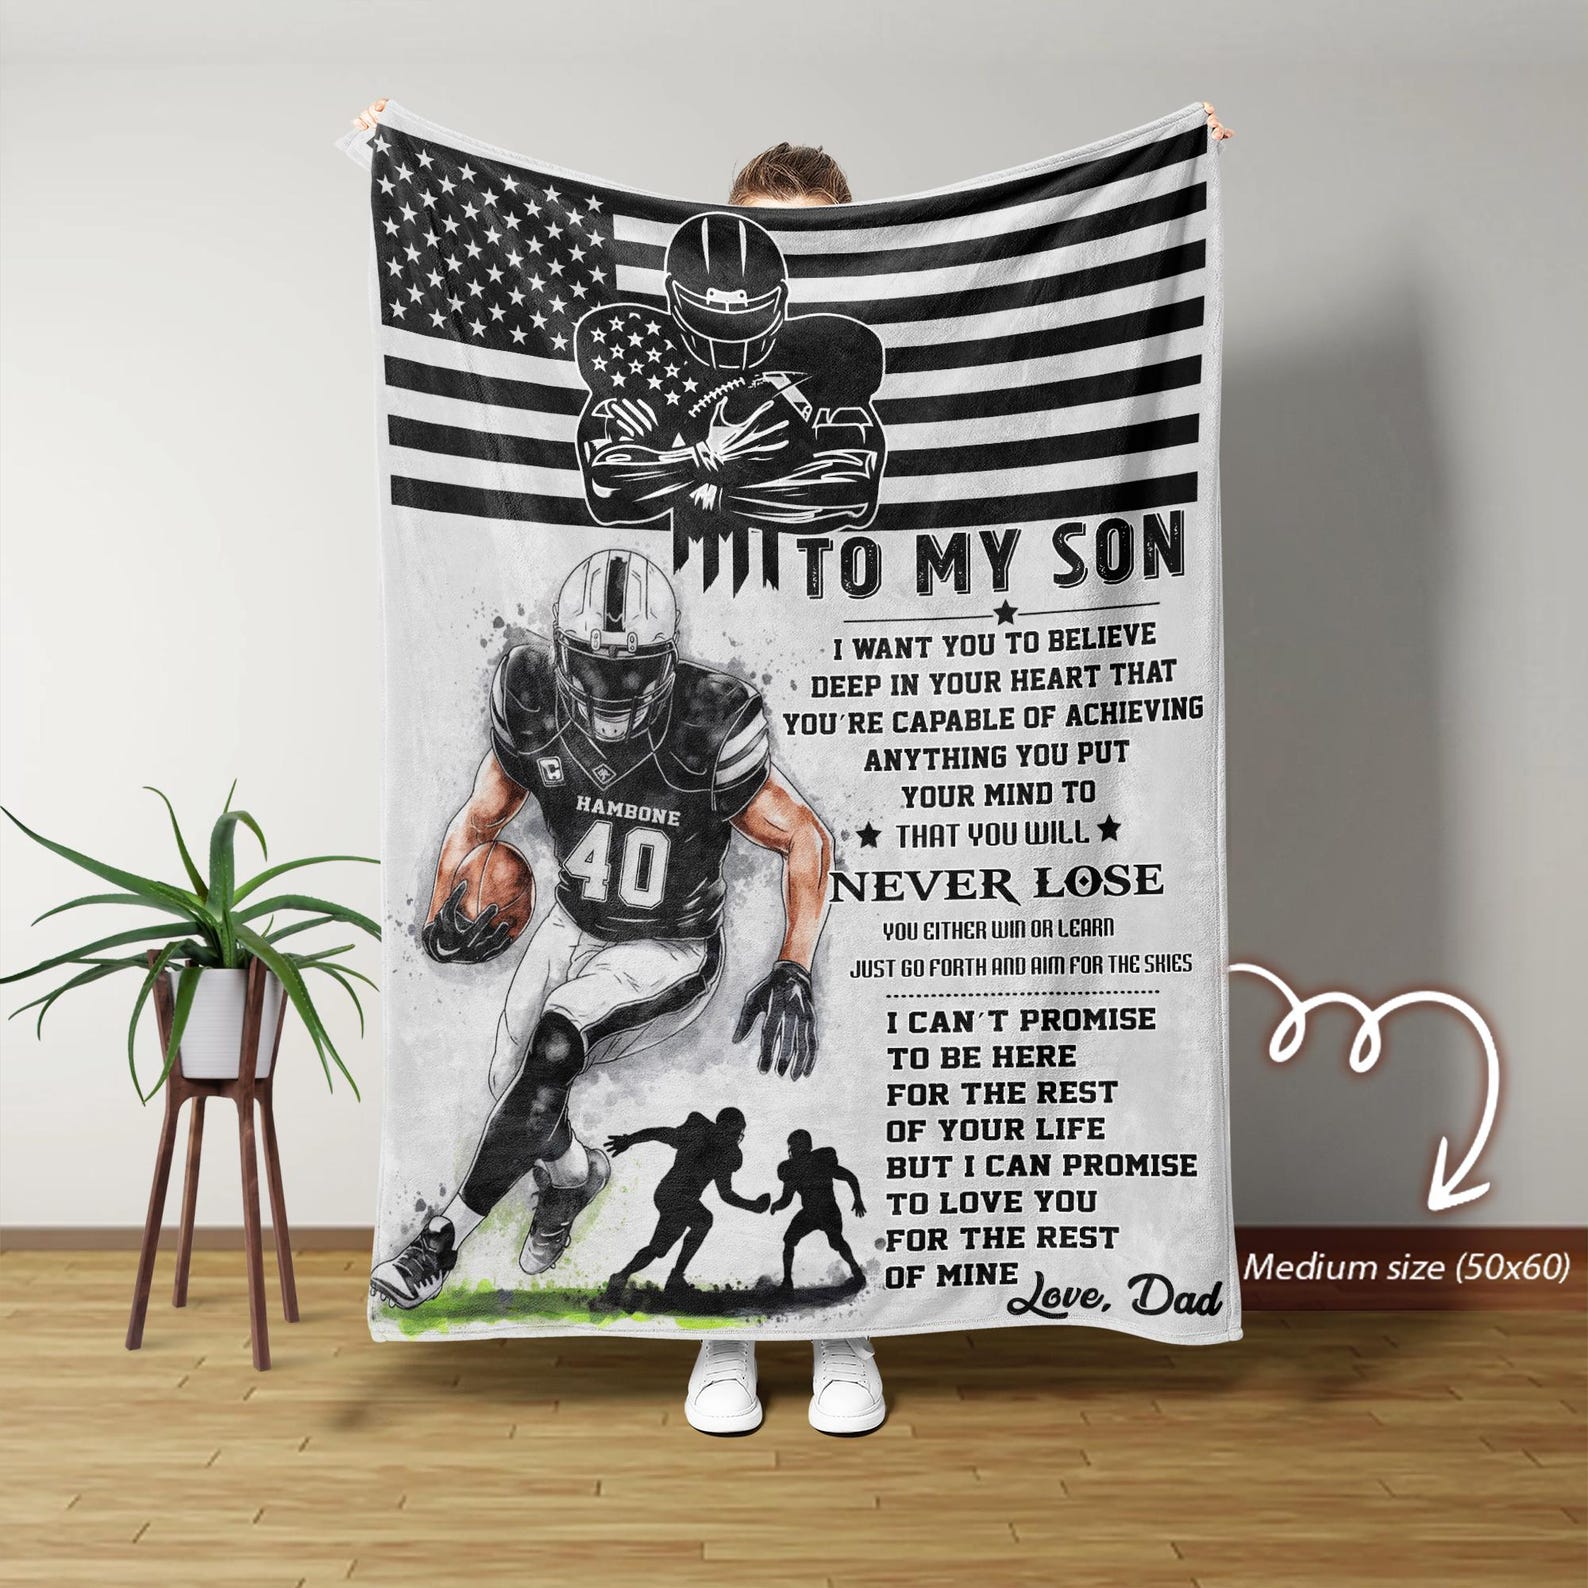 TO MY SON
I WANT YOU TO BELIEVE
DEEP IN YOUR HEART THAT
YOU'RE CAPABLE OF ACHIEVING
ANYTHING YOU PUT
YOUR MIND TO
THAT YOU WILL
NEVER LOSE
YOU EITHER WIN OR LEARN
JUST GO FORTH AND AIM FOR THE SKIES
I CAN'T PROMISE
TO BE HERE
FOR THE REST
OF YOUR LIFE
BUT I CAN PROMISE
TO LOVE YOU
FOR THE REST
OF MINE
Love, Dad
C
HAMBONE
40
Medium size (50x60)